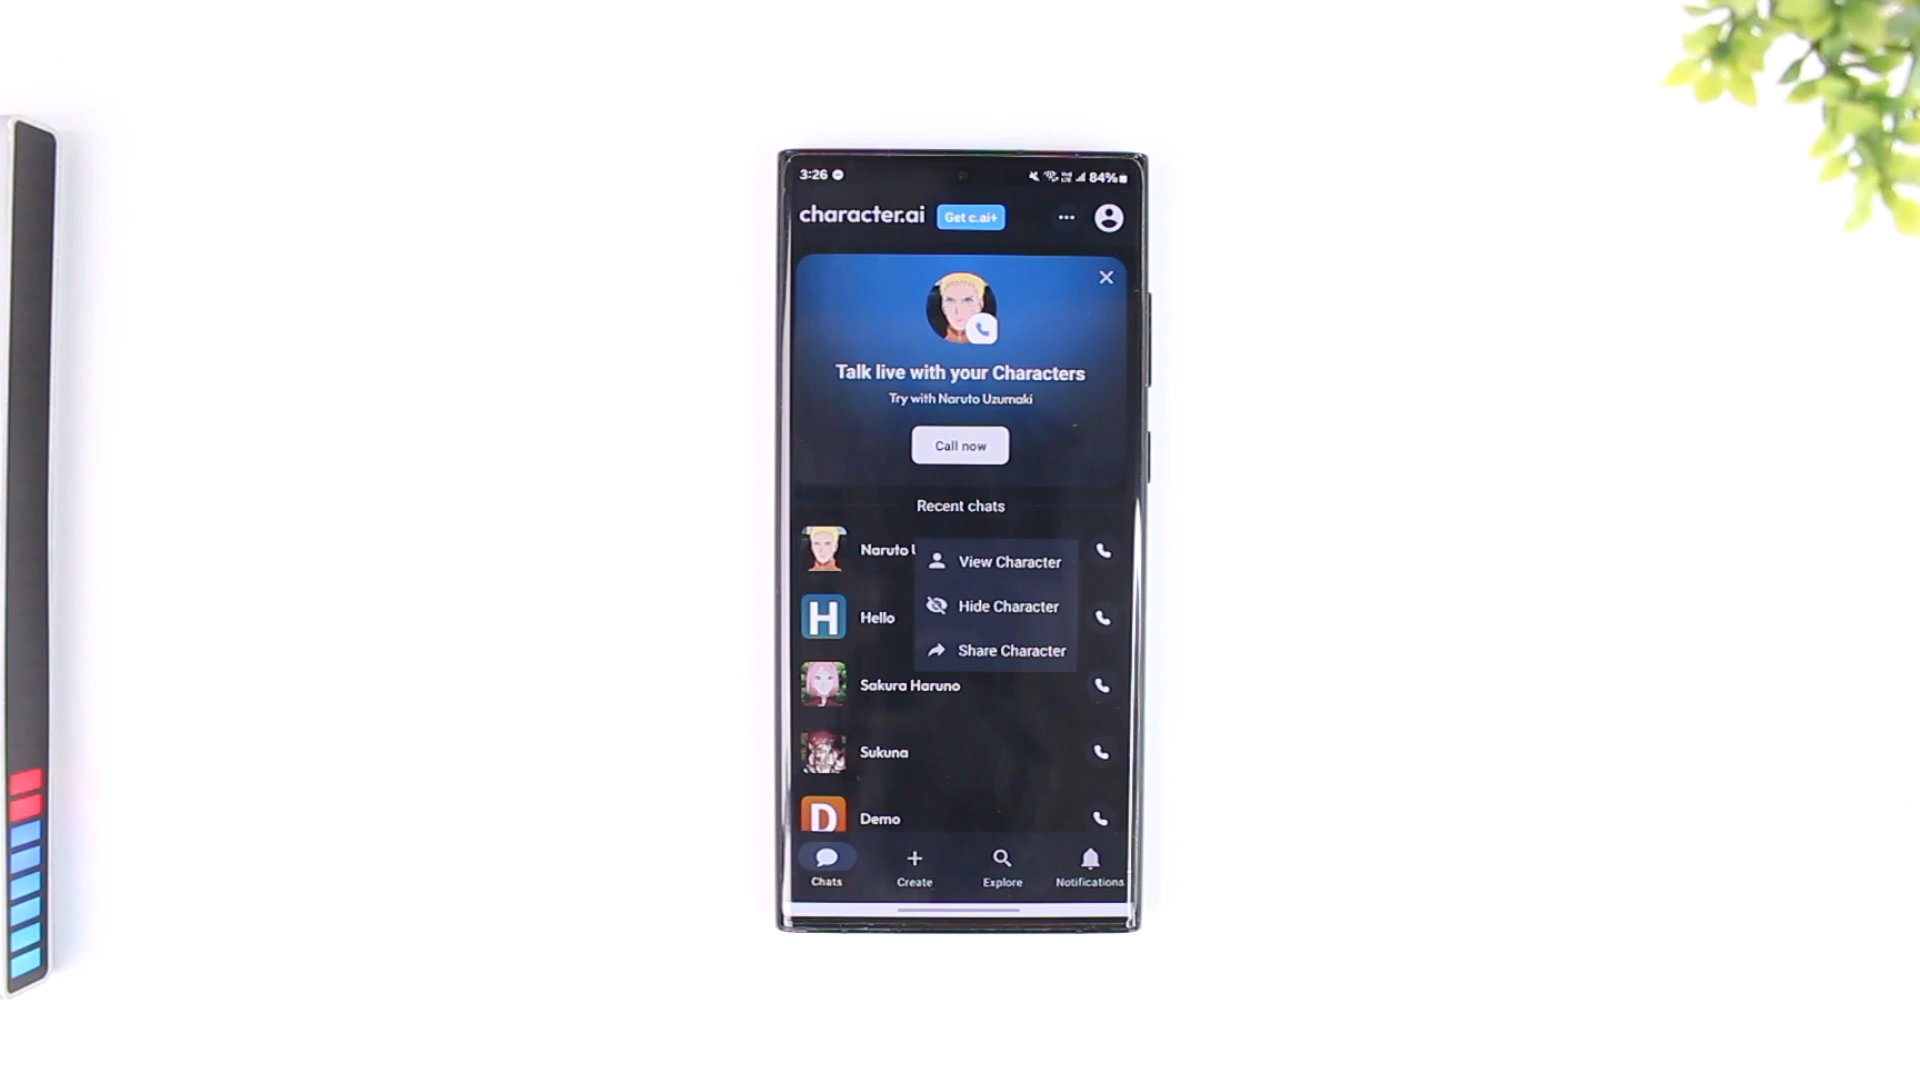 3:26
84%
character.ai
Get c.ai+
Talk live with your Characters
Try with Naruto Uzumaki
Call now
Recent chats
Naruto
View Character
Hide Character
H
Hello
Share Character
Sakura Haruno
Sukuna
D
Demo
Chats
Create
Explore
Notifications